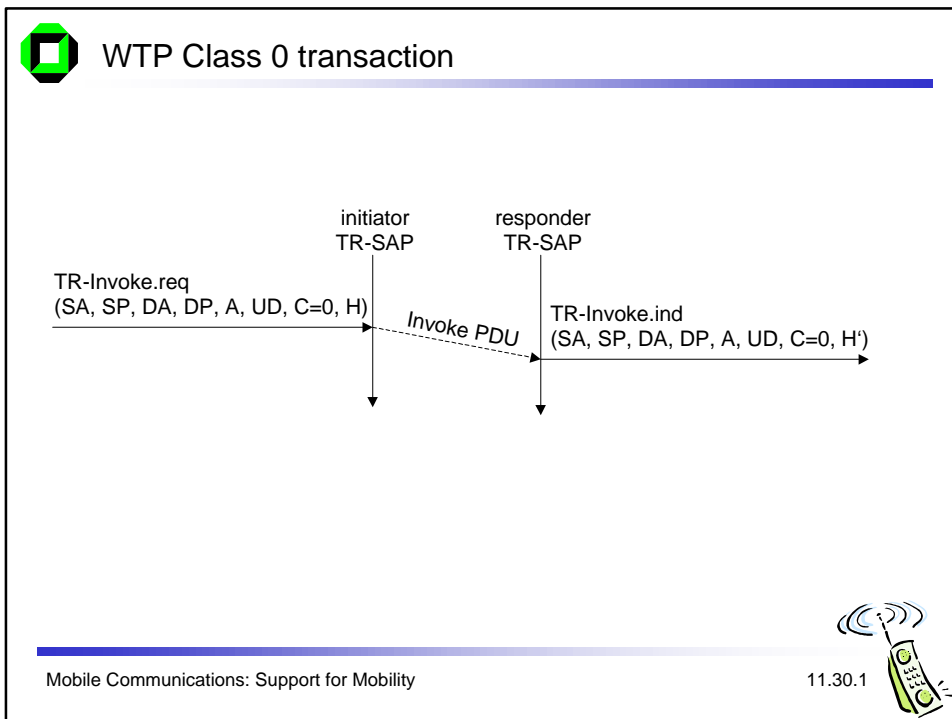 WTP Class 0 transaction
initiator
TR-SAP
responder
TR-SAP
TR-Invoke.req
(SA, SP, DA, DP, A, UD, C=0, H)
Invoke PDU
TR-Invoke.ind
(SA, SP, DA, DP, A, UD, C=0, H‘)
Mobile Communications: Support for Mobility
11.30.1